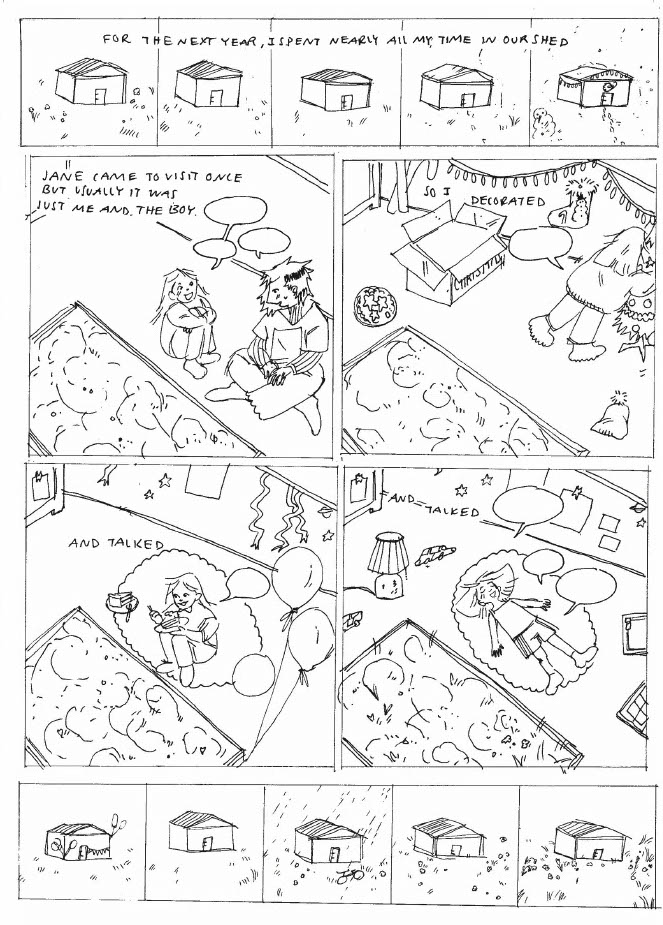 FOR THE NEXT YEAR, I SPENT NEARLY ALL MY TIME IN OUR SHED
JANE CAME TO VISIT ONCE
BUT USUALLY IT WAS
JUST ME AND THE BOY.
SO I
DECORATED
CHRISTMAS
AND TALKED
AND
TALKED